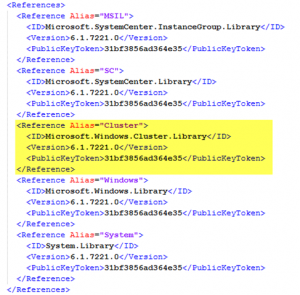 <References>
<Reference Alias="MSIL">
<ID>Microsoft.SystemCenter.InstanceGroup.Library</ID>
<Version>6.1.7221.0</Version>
<PublicKeyToken>31bf3856ad364e35</PublicKeyToken>
</Reference>
<Reference Alias="SC">
<ID>Microsoft.SystemCenter.Library</ID>
<Version>6.1.7221.0</Version>
<PublicKeyToken>31bf3856ad364e35</PublicKeyToken>
</Reference>
<Reference Alias="Cluster">
<ID>Microsoft.Windows.Cluster.Library</ID>
<Version>6.1.7221.0</Version>
<PublicKeyToken>31bf3856ad364e35</PublicKeyToken>
</Reference>
<Reference Alias="Windows">
<ID>Microsoft.Windows.Library</ID>
<Version>6.1.7221.0</Version>
<PublicKeyToken>31bf3856ad364e35</PublicKeyToken>
</Reference>
<Reference Alias="System">
<ID>System.Library</ID>
<Version>6.1.7221.0</Version>
<PublicKeyToken>31bf3856ad364e35</PublicKeyToken>
</Reference>
</References>